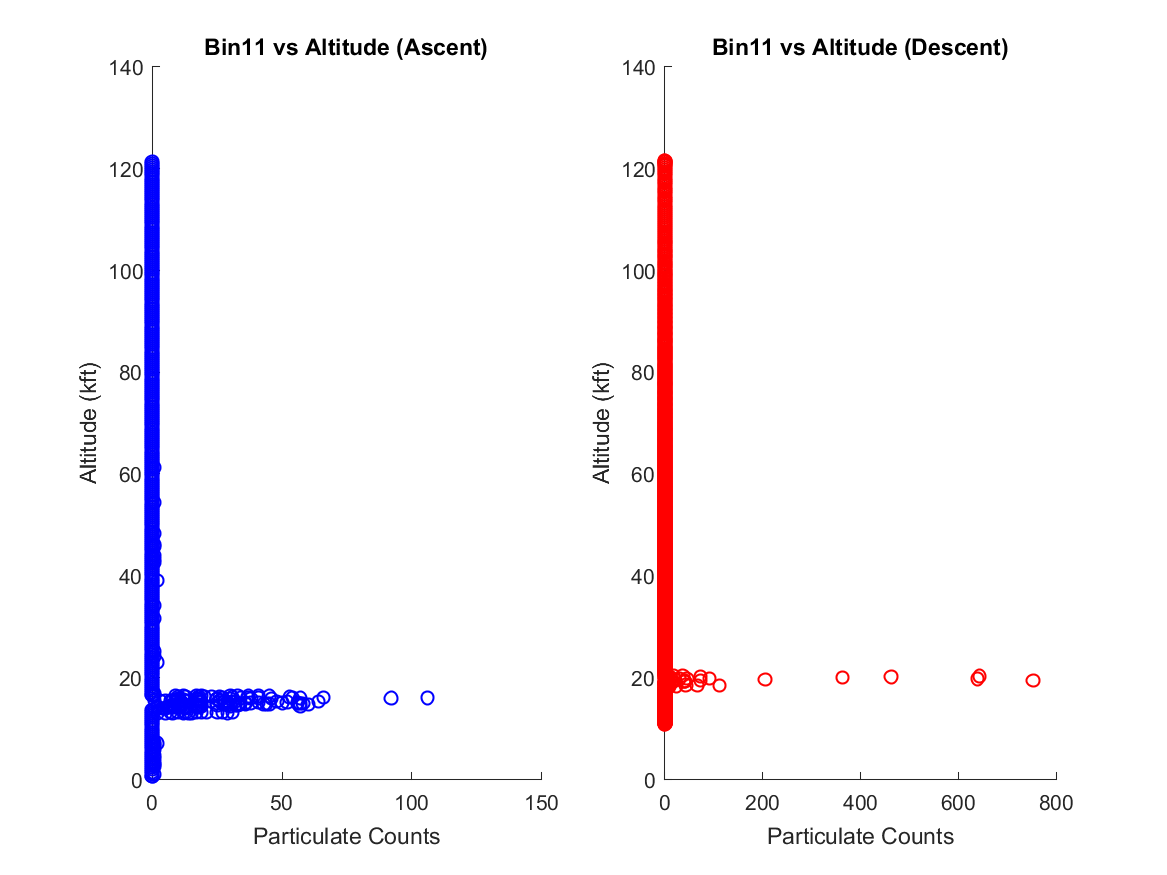 Bin11 vs Altitude (Ascent)
140
120
100
80
60
40
20
0
Altitude (kft)
0 50 100 150
Particulate Counts
Bin11 vs Altitude (Descent)
140
120
100
80
60
40
20
0
Altitude (kft)
0 200 400 600 800
Particulate Counts